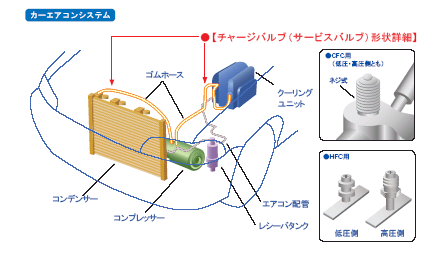 カーエアコンシステム
●【チャージバルブ（サービスバルブ）形状詳細】
ゴムホース
クーリング
ユニット
コンデンサー
コンプレッサー
エアコン配管
レシーバタンク
●CFC用
（低圧・高圧側とも）
ネジ式
●HFC用
低圧側
高圧側